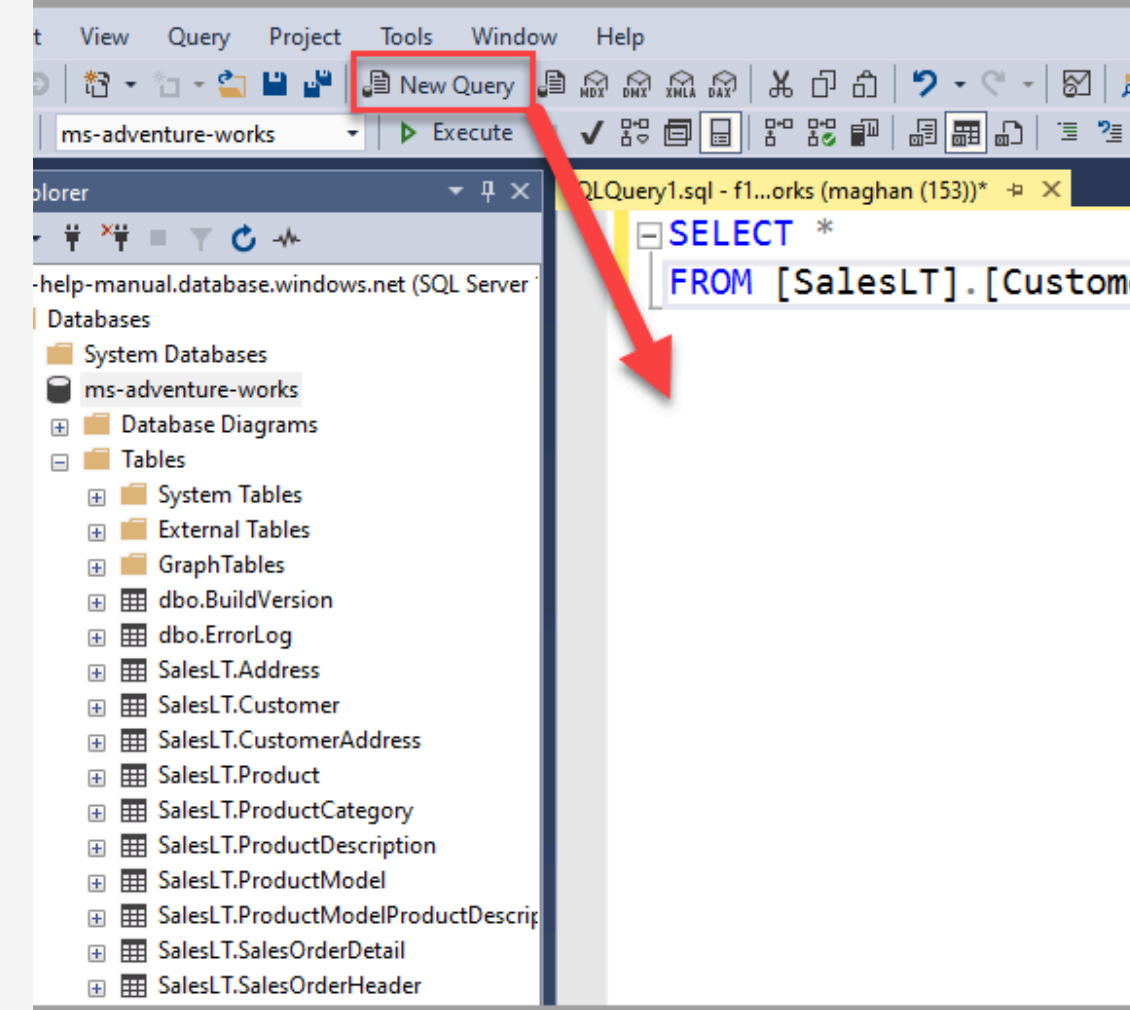 t View Query Project Tools Window Help
New Query MDX DMX XMLA DAX
ms-adventure-works Execute
plorer
QLQuery1.sql - f1...orks (maghan (153))*
SELECT *
FROM [SalesLT].[Custome
-help-manual.database.windows.net (SQL Server
Databases
System Databases
ms-adventure-works
Database Diagrams
Tables
System Tables
External Tables
GraphTables
dbo.BuildVersion
dbo.ErrorLog
SalesLT.Address
SalesLT.Customer
SalesLT.CustomerAddress
SalesLT.Product
SalesLT.ProductCategory
SalesLT.ProductDescription
SalesLT.ProductModel
SalesLT.ProductModelProductDescrip
SalesLT.SalesOrderDetail
SalesLT.SalesOrderHeader